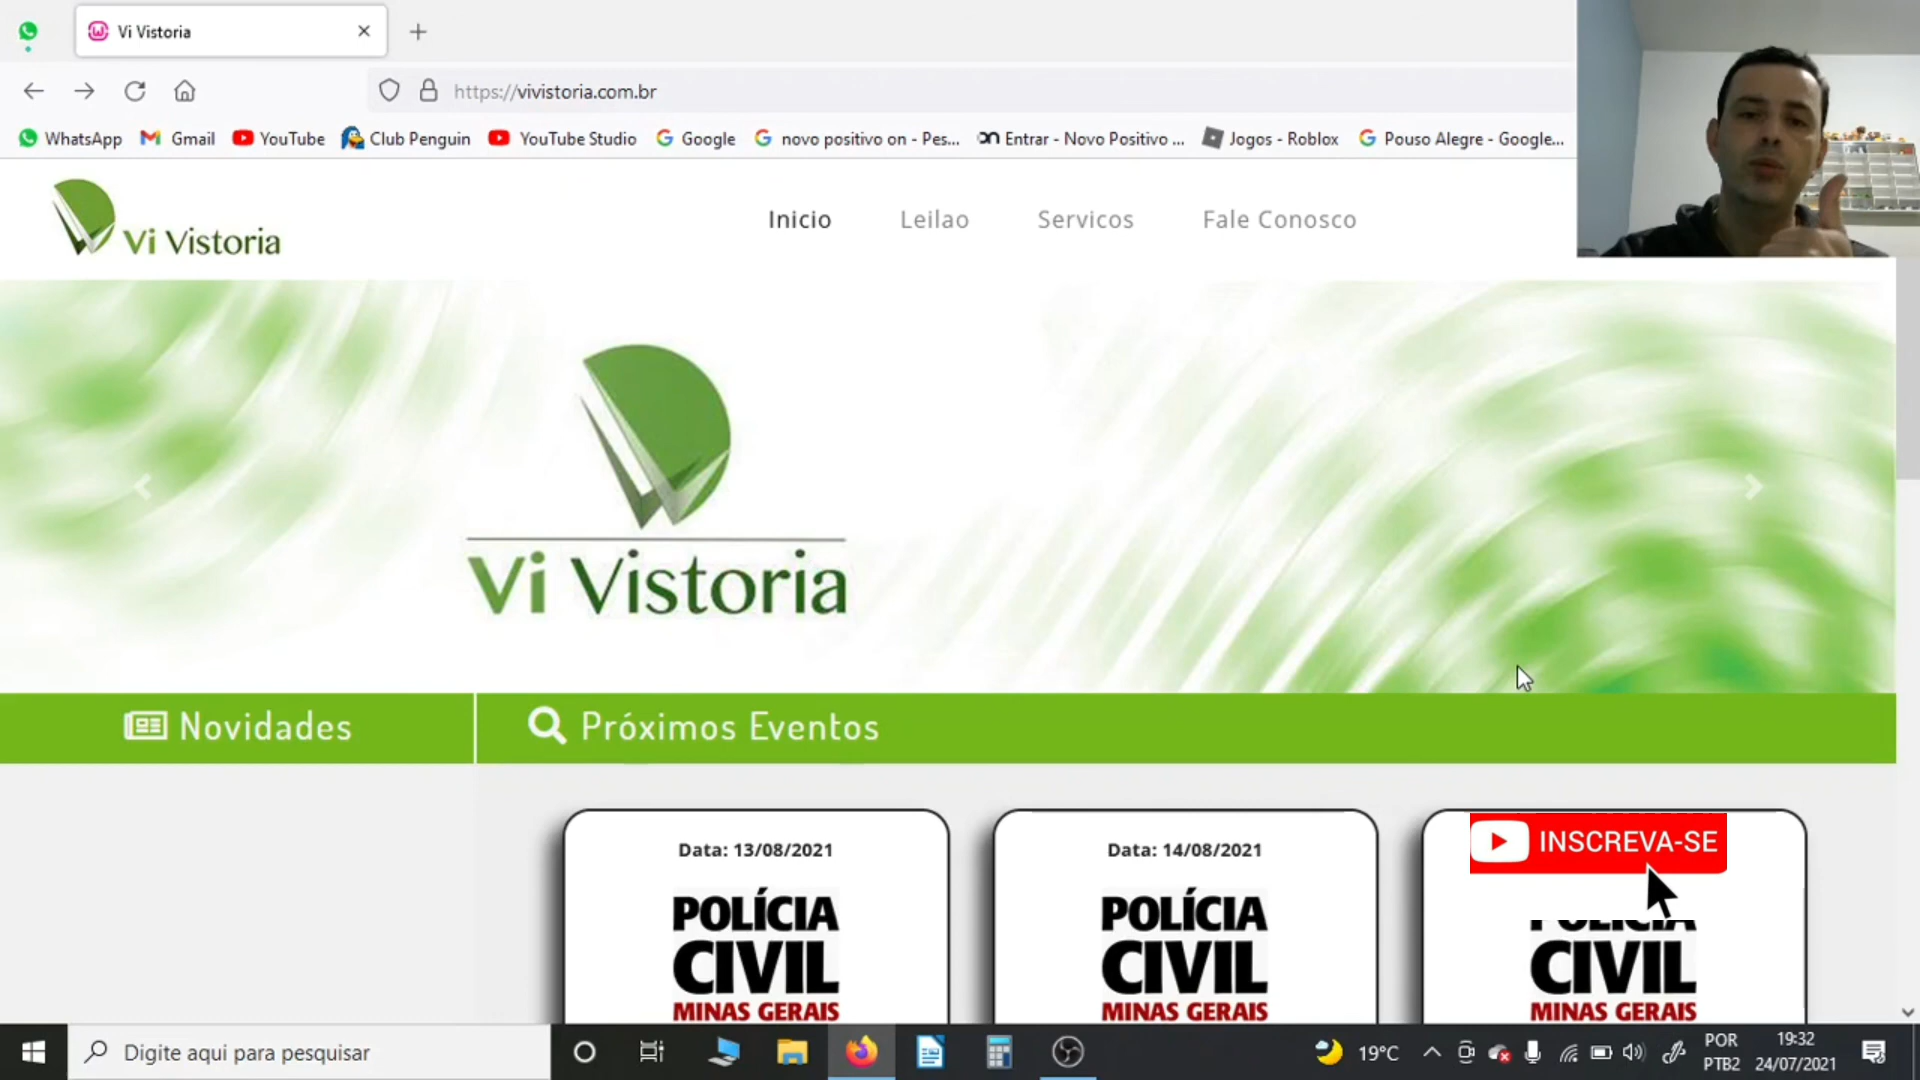 Vi Vistoria
https://vivistoria.com.br
WhatsApp Gmail YouTube Club Penguin YouTube Studio Google novo positivo on - Pes... Entrar - Novo Positivo ... Jogos - Roblox Pouso Alegre - Google...
Vi Vistoria
Inicio Leilao Servicos Fale Conosco
Vi Vistoria
Novidades
Próximos Eventos
Data: 13/08/2021
POLÍCIA
CIVIL
MINAS GERAIS
Data: 14/08/2021
POLÍCIA
CIVIL
MINAS GERAIS
INSCREVA-SE
CIVIL
MINAS GERAIS
Digite aqui para pesquisar
19°C
POR
PTB2
19:32
24/07/2021